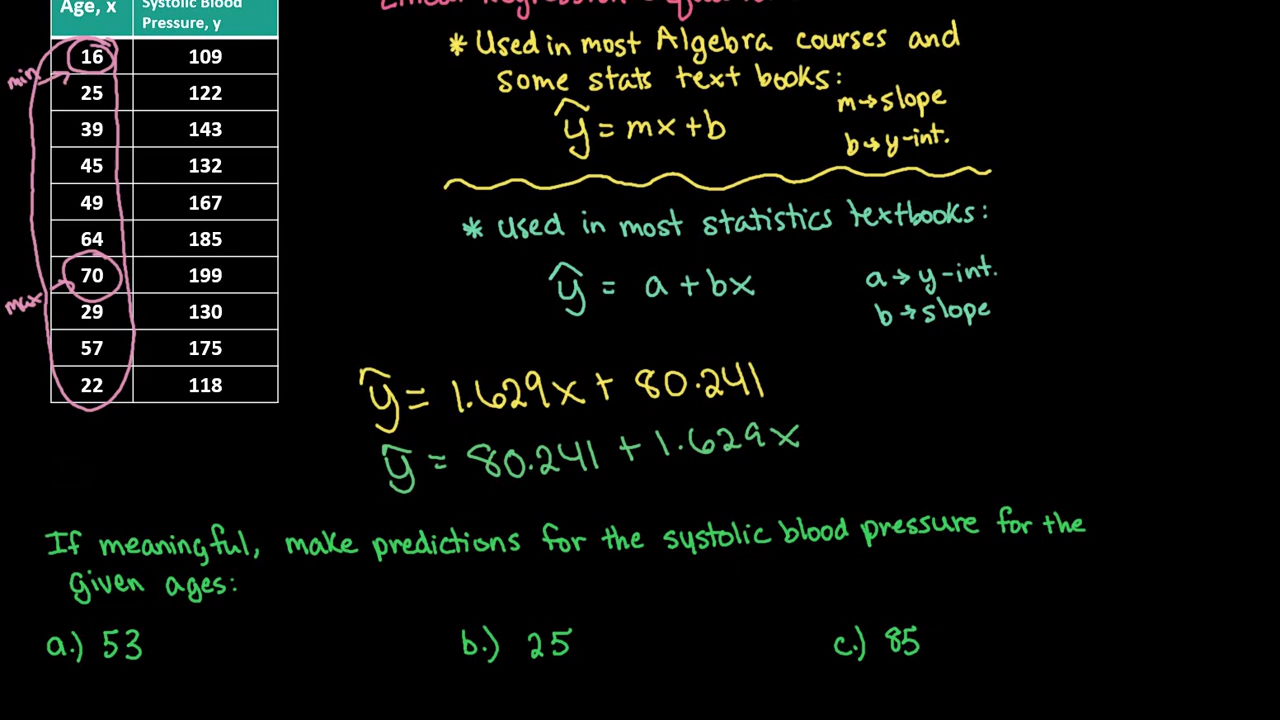 Age, x Systolic Blood
Pressure, y
16 109
25 122
39 143
45 132
49 167
64 185
70 199
29 130
57 175
22 118
min
max
Linear Regression Equation
* Used in most Algebra courses and
some stats text books:
ŷ = mx + b
m → slope
b → y-int.
* Used in most statistics textbooks:
ŷ = a + bx
a → y-int.
b → slope
ŷ = 1.629x + 80.241
ŷ = 80.241 + 1.629x
If meaningful, make predictions for the systolic blood pressure for the
given ages:
a.) 53 b.) 25 c.) 85